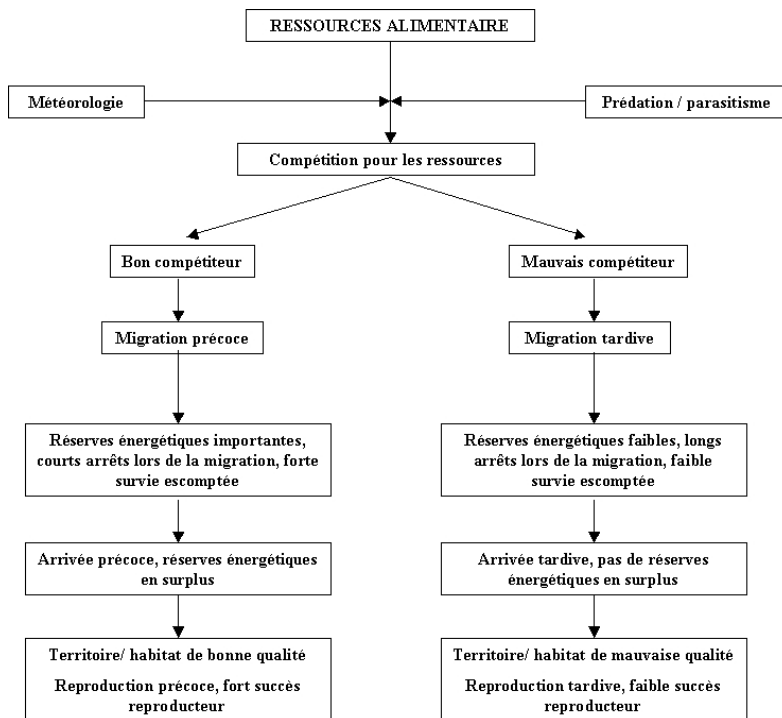 RESSOURCES ALIMENTAIRE
Météorologie
Prédation / parasitisme
Compétition pour les ressources
Bon compétiteur
Mauvais compétiteur
Migration précoce
Migration tardive
Réserves énergétiques importantes,
courts arrêts lors de la migration, forte
survie escomptée
Réserves énergétiques faibles, longs
arrêts lors de la migration, faible
survie escomptée
Arrivée précoce, réserves énergétiques
en surplus
Arrivée tardive, pas de réserves
énergétiques en surplus
Territoire/ habitat de bonne qualité
Reproduction précoce, fort succès
reproducteur
Territoire/ habitat de mauvaise qualité
Reproduction tardive, faible succès
reproducteur